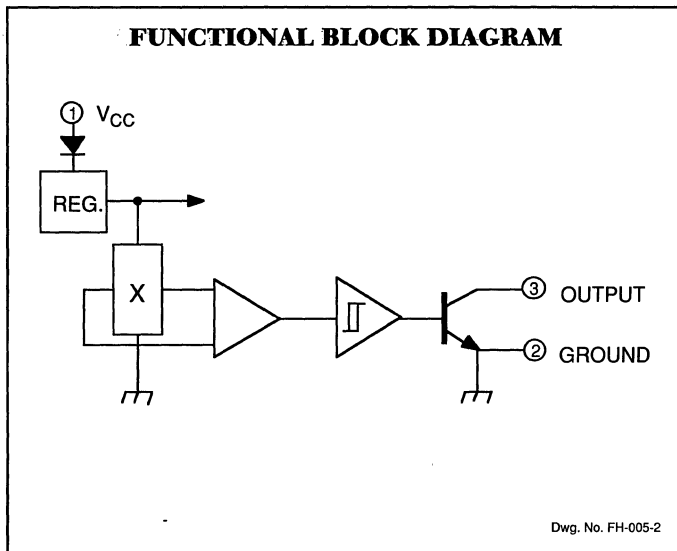 FUNCTIONAL BLOCK DIAGRAM
1 VCC
REG.
X
3 OUTPUT
2 GROUND
Dwg. No. FH-005-2